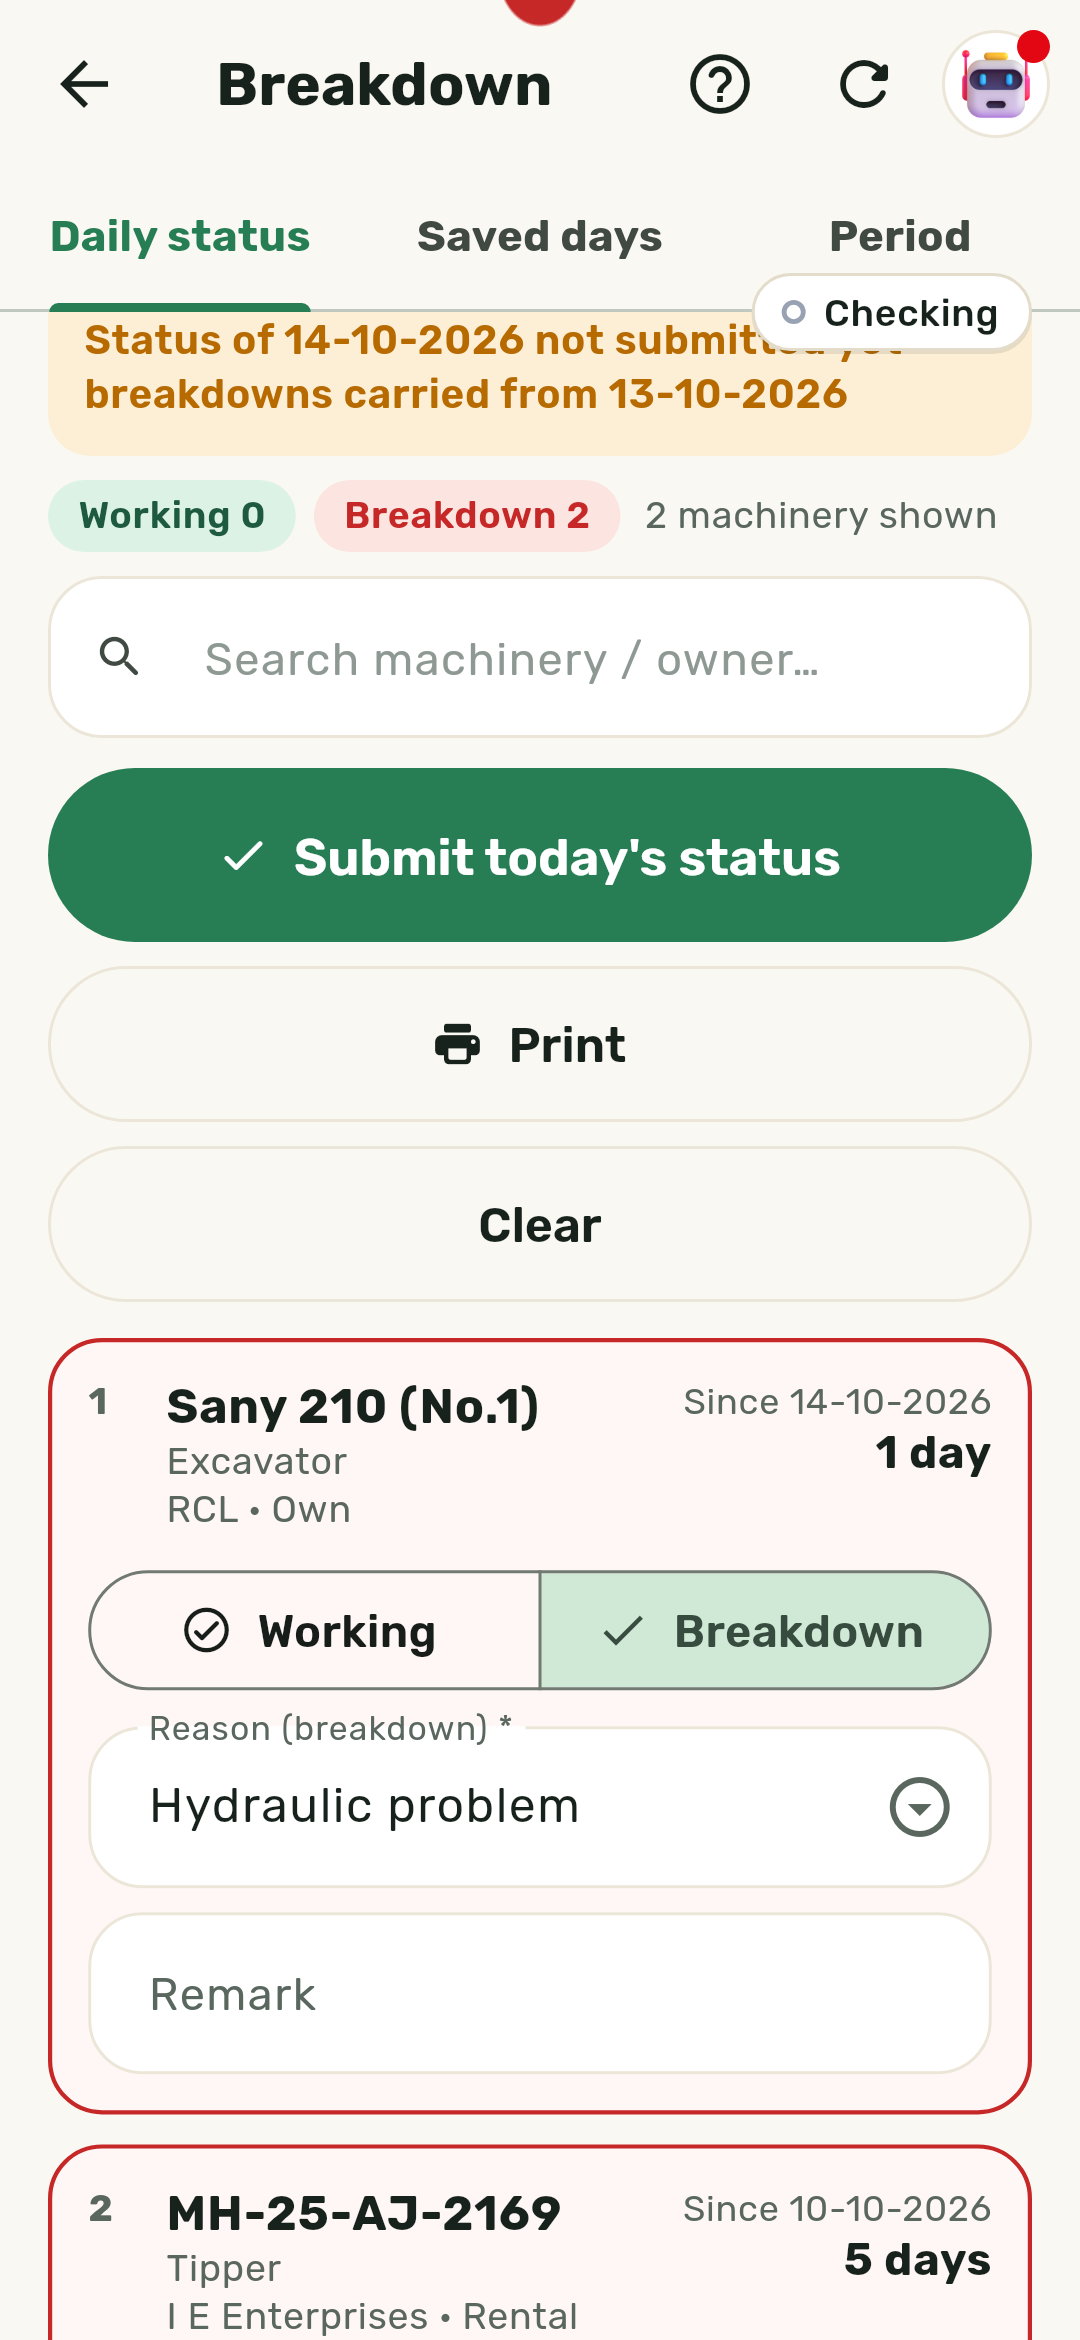 Breakdown
Daily status
Saved days
Period
Checking
Status of 14-10-2026 not submitted yet
breakdowns carried from 13-10-2026
Working 0
Breakdown 2
2 machinery shown
Search machinery / owner…
Submit today's status
Print
Clear
1
Sany 210 (No.1)
Since 14-10-2026
Excavator
1 day
RCL • Own
Working
Breakdown
Reason (breakdown) *
Hydraulic problem
Remark
2
MH-25-AJ-2169
Since 10-10-2026
Tipper
5 days
I E Enterprises • Rental